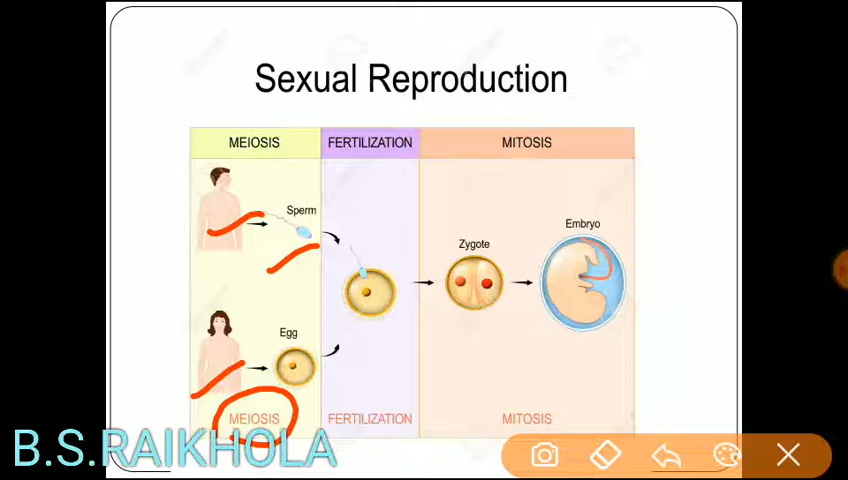 Sexual Reproduction
MEIOSIS FERTILIZATION MITOSIS
Sperm
Embryo
Zygote
Egg
MEIOSIS FERTILIZATION MITOSIS
B.S.RAIKHOLA